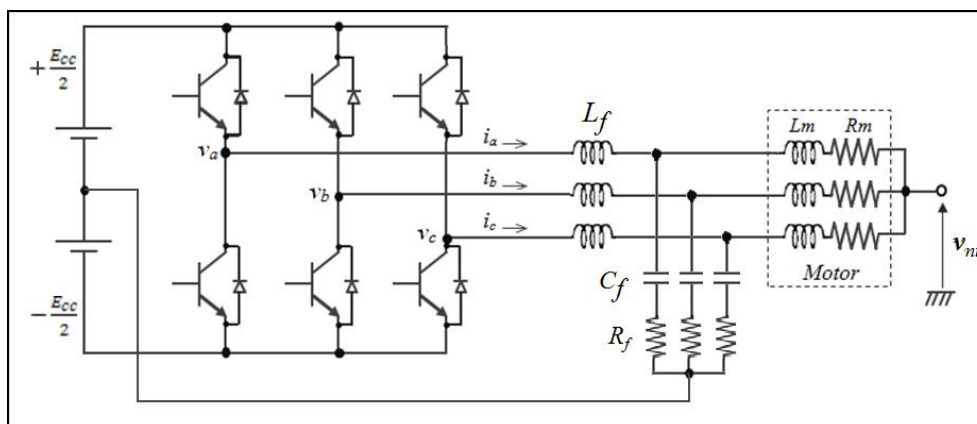 + Ecc/2
− Ecc/2
va
vb
vc
ia
ib
ic
Lf
Cf
Rf
Lm Rm
Motor